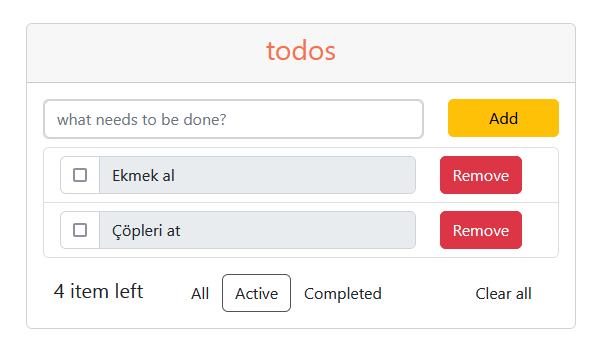 todos
what needs to be done?
Add
Ekmek al
Remove
Çöpleri at
Remove
4 item left
All
Active
Completed
Clear all